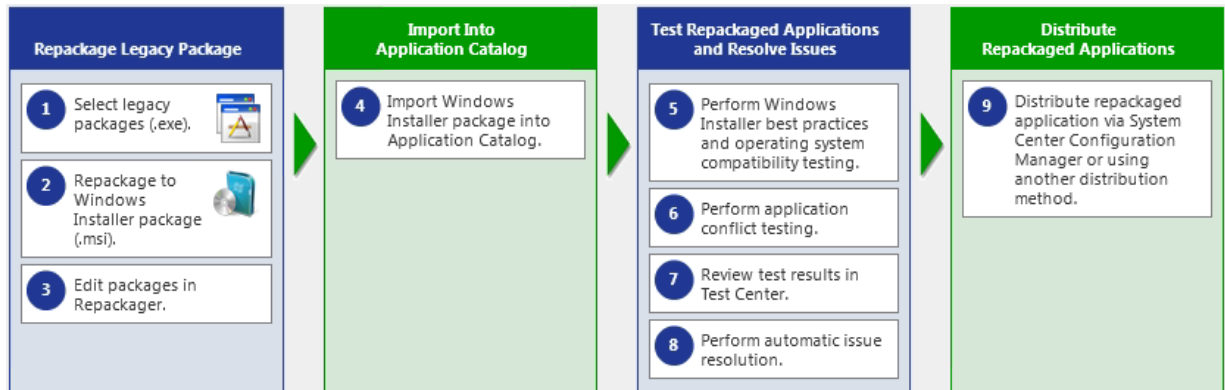 Repackage Legacy Package
1
Select legacy
packages (.exe).
2
Repackage to
Windows
Installer package
(.msi).
3
Edit packages in
Repackager.
Import Into
Application Catalog
4
Import Windows
Installer package into
Application Catalog.
Test Repackaged Applications
and Resolve Issues
5
Perform Windows
Installer best practices
and operating system
compatibility testing.
6
Perform application
conflict testing.
7
Review test results in
Test Center.
8
Perform automatic issue
resolution.
Distribute
Repackaged Applications
9
Distribute repackaged
application via System
Center Configuration
Manager or using
another distribution
method.